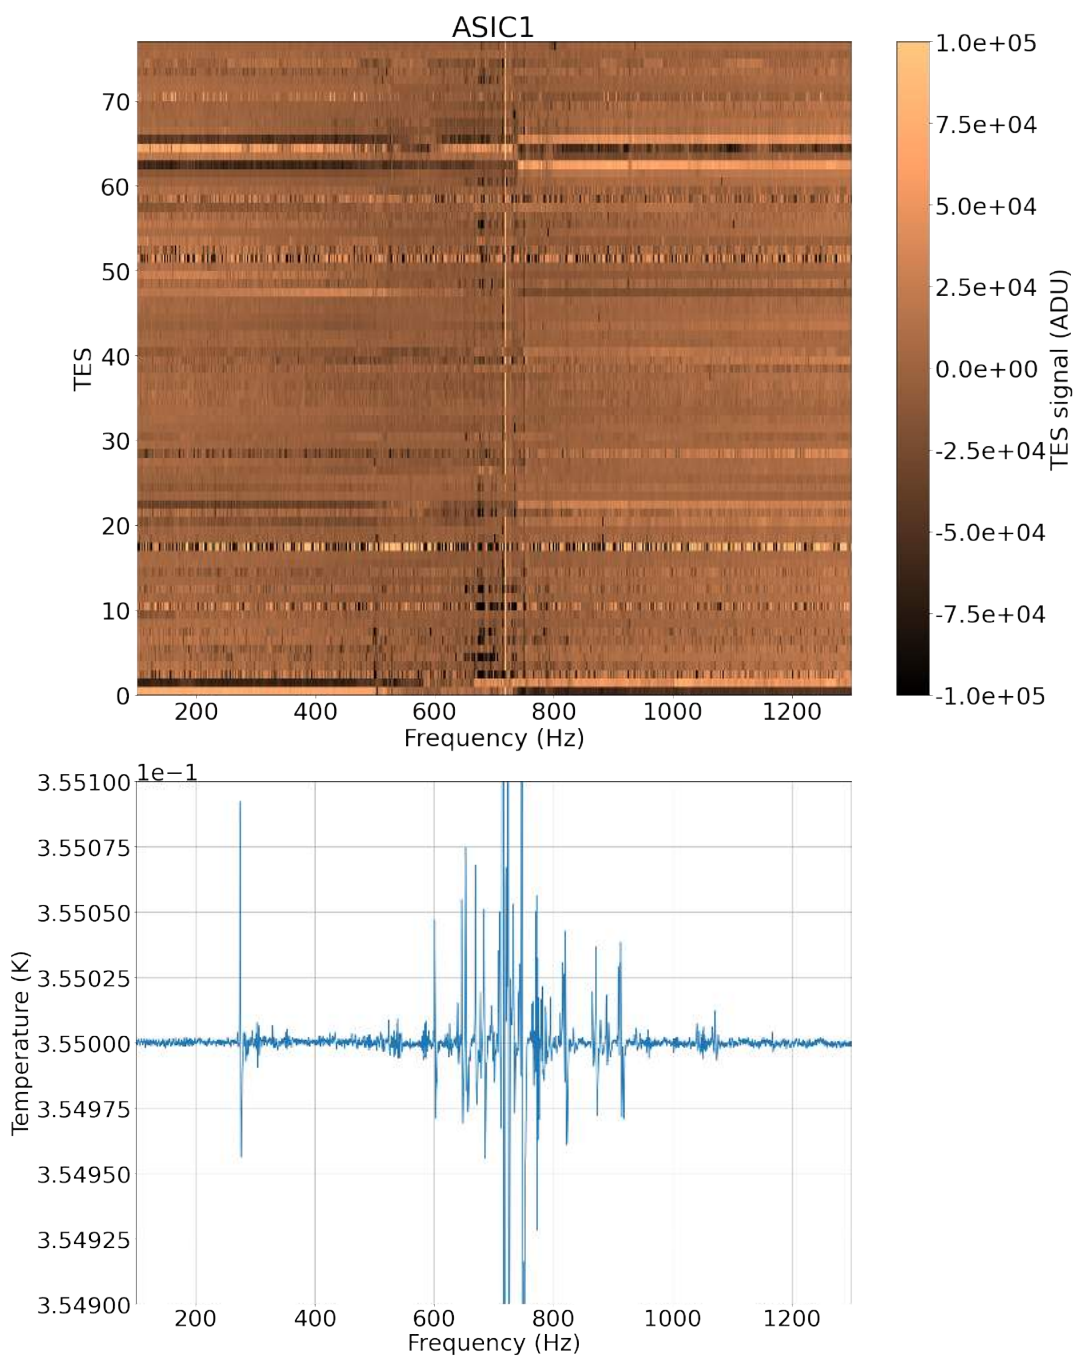 ASIC1
TES
70
60
50
40
30
20
10
0
200 400 600 800 1000 1200
Frequency (Hz)
1.0e+05
7.5e+04
5.0e+04
2.5e+04
0.0e+00
-2.5e+04
-5.0e+04
-7.5e+04
-1.0e+05
TES signal (ADU)
1e−1
Temperature (K)
3.55100
3.55075
3.55050
3.55025
3.55000
3.54975
3.54950
3.54925
3.54900
200 400 600 800 1000 1200
Frequency (Hz)